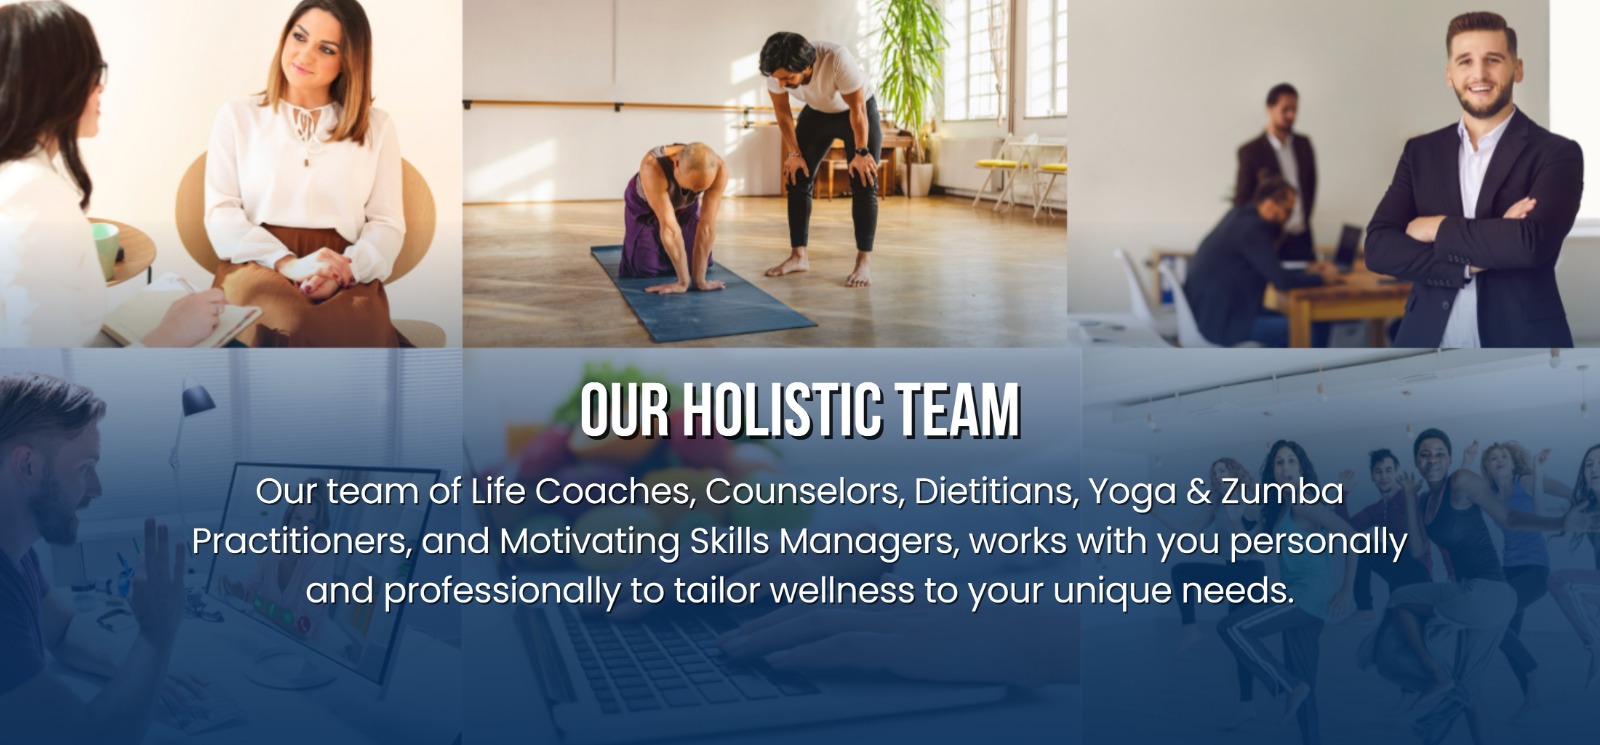 OUR HOLISTIC TEAM
Our team of Life Coaches, Counselors, Dietitians, Yoga & Zumba
Practitioners, and Motivating Skills Managers, works with you personally
and professionally to tailor wellness to your unique needs.